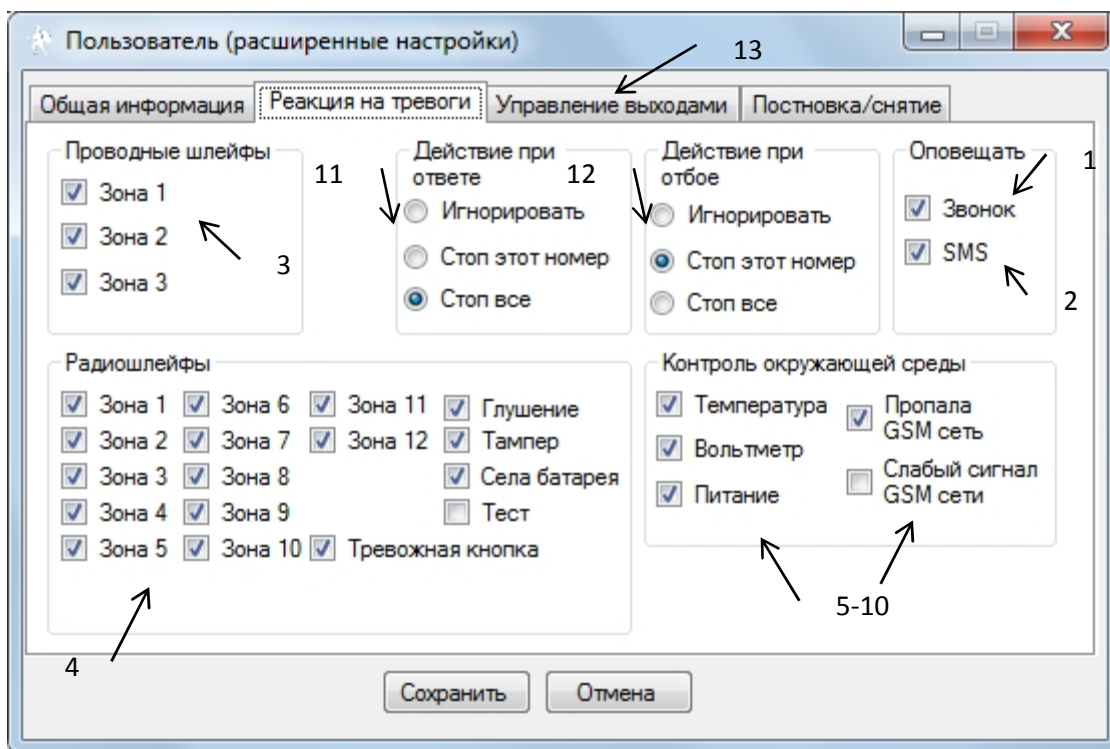 Пользователь (расширенные настройки)
13
Общая информация Реакция на тревоги Управление выходами Постновка/снятие
Проводные шлейфы
Зона 1
Зона 2
Зона 3
3
11
Действие при
ответе
Игнорировать
Стоп этот номер
Стоп все
12
Действие при
отбое
Игнорировать
Стоп этот номер
Стоп все
Оповещать
1
Звонок
SMS
2
Радиошлейфы
Зона 1 Зона 6 Зона 11 Глушение
Зона 2 Зона 7 Зона 12 Тампер
Зона 3 Зона 8 Села батарея
Зона 4 Зона 9 Тест
Зона 5 Зона 10 Тревожная кнопка
4
Контроль окружающей среды
Температура
Вольтметр
Питание
Пропала
GSM сеть
Слабый сигнал
GSM сети
5-10
Сохранить Отмена